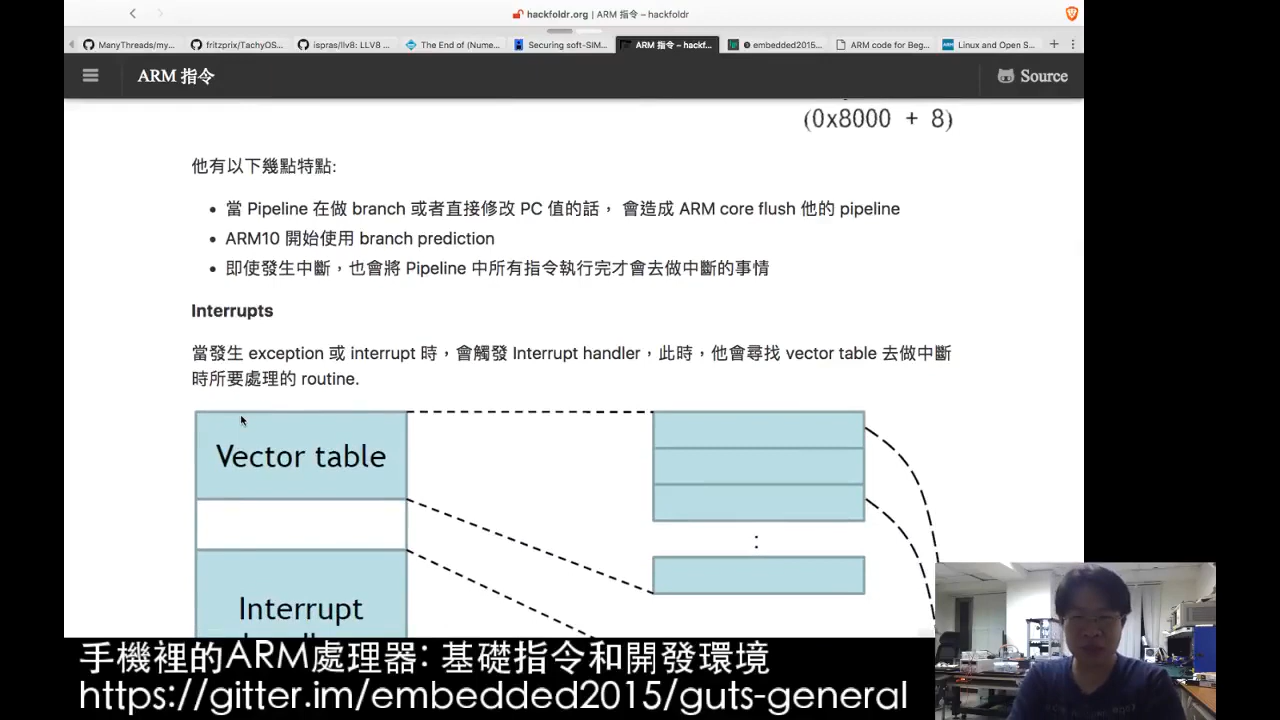 hackfoldr.org | ARM 指令 – hackfoldr
ManyThreads/my...
fritzprix/TachyOS...
ispras/llv8: LLV8 ...
The End of (Nume...
Securing soft-SIM...
ARM 指令 – hackf...
embedded2015...
ARM code for Beg...
Linux and Open S...
ARM 指令
Source
(0x8000 + 8)
他有以下幾點特點:
當 Pipeline 在做 branch 或者直接修改 PC 值的話， 會造成 ARM core flush 他的 pipeline
ARM10 開始使用 branch prediction
即使發生中斷，也會將 Pipeline 中所有指令執行完才會去做中斷的事情
Interrupts
當發生 exception 或 interrupt 時，會觸發 Interrupt handler，此時，他會尋找 vector table 去做中斷
時所要處理的 routine.
Vector table
:
Interrupt
手機裡的ARM處理器: 基礎指令和開發環境
https://gitter.im/embedded2015/guts-general